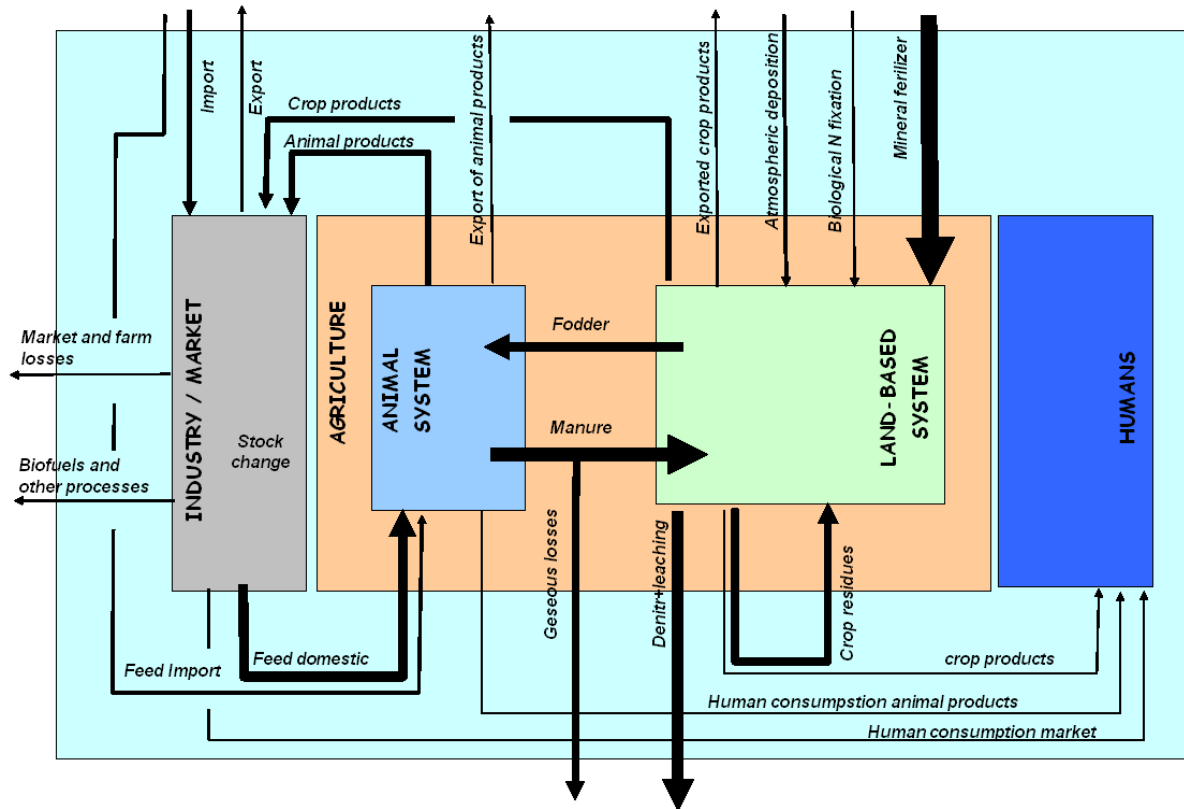 Import
Export
Crop products
Animal products
Export of animal products
Exported crop products
Atmospheric deposition
Biological N fixation
Mineral ferilizer
Market and farm
losses
Biofuels and
other processes
INDUSTRY / MARKET
Stock
change
AGRICULTURE
ANIMAL
SYSTEM
Fodder
Manure
LAND-BASED
SYSTEM
HUMANS
Geseous losses
Denitr+leaching
Crop residues
Feed Import
Feed domestic
crop products
Human consumpstion animal products
Human consumption market